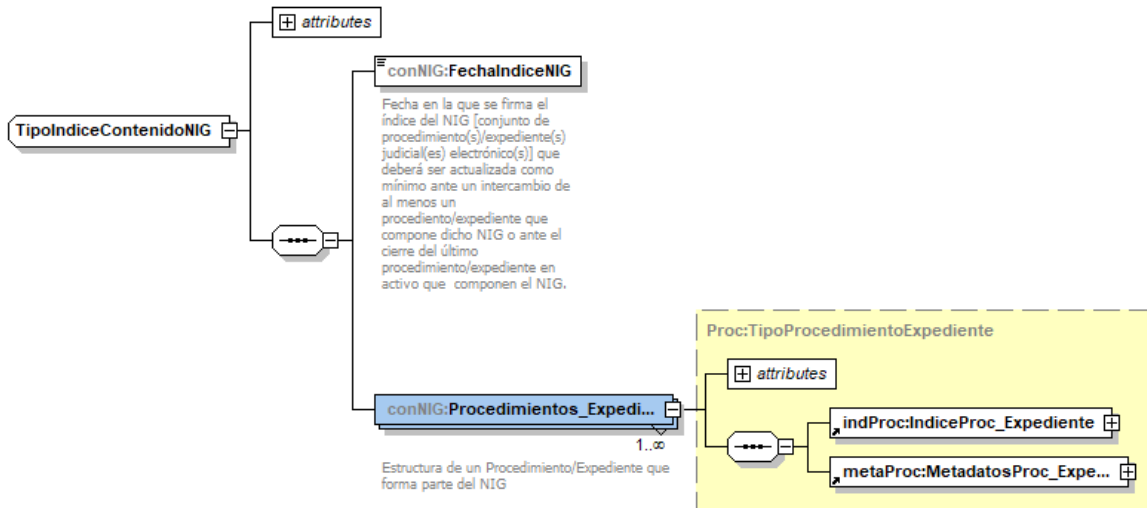 attributes
conNIG:FechaIndiceNIG
Fecha en la que se firma el
índice del NIG [conjunto de
procedimiento(s)/expediente(s)
judicial(es) electrónico(s)] que
deberá ser actualizada como
mínimo ante un intercambio de
al menos un
procediento/expediente que
compone dicho NIG o ante el
cierre del último
procedimiento/expediente en
activo que componen el NIG.
TipoIndiceContenidoNIG
Proc:TipoProcedimientoExpediente
attributes
conNIG:Procedimientos_Expedi...
1..∞
Estructura de un Procedimiento/Expediente que
forma parte del NIG
indProc:IndiceProc_Expediente
metaProc:MetadatosProc_Expe...